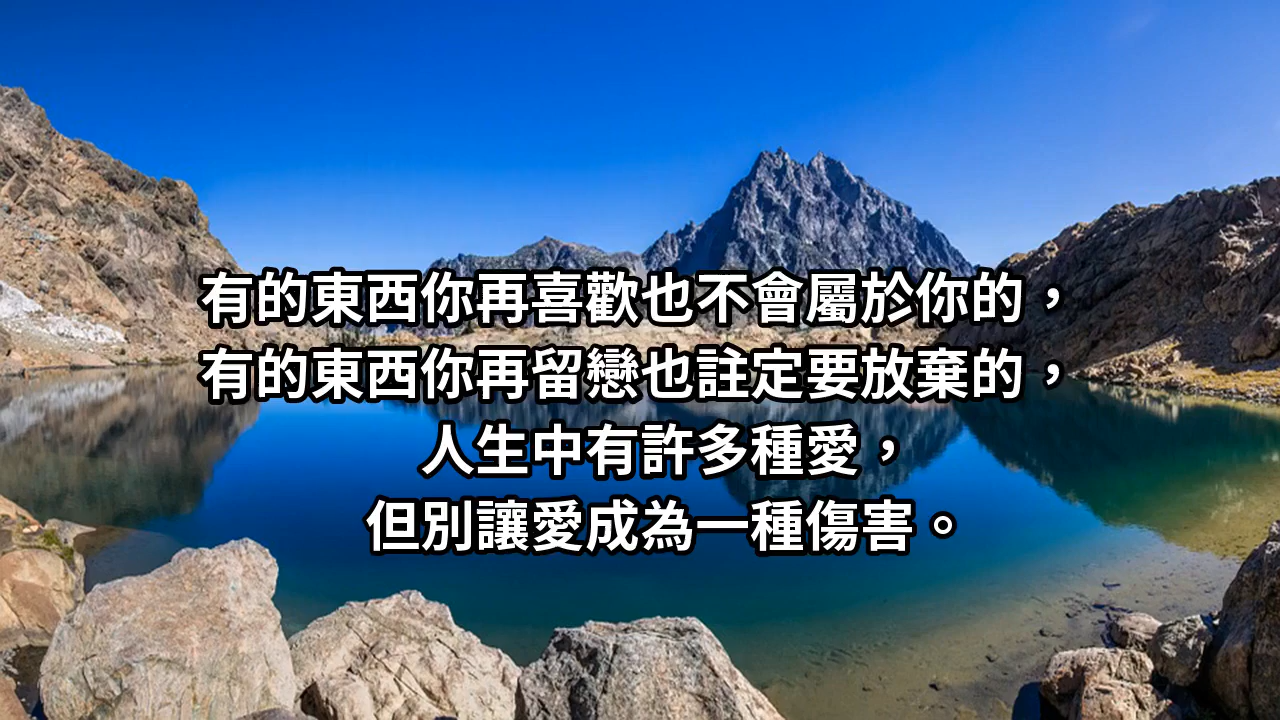 有的東西你再喜歡也不會屬於你的，
有的東西你再留戀也註定要放棄的，
人生中有許多種愛，
但別讓愛成為一種傷害。